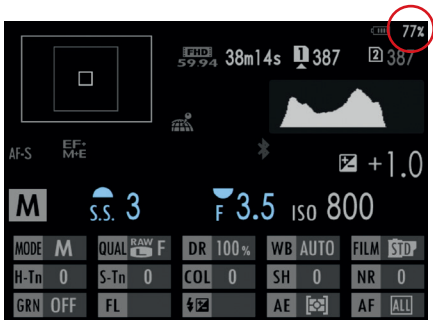 77%
FHD 59.94 38m14s 1 387 2 387
AF-S EF- M+E
+1.0
M S.S. 3 F 3.5 ISO 800
MODE M QUAL RAW L F DR 100% WB AUTO FILM STD
H-Tn 0 S-Tn 0 COL 0 SH 0 NR 0
GRN OFF FL AE AF ALL